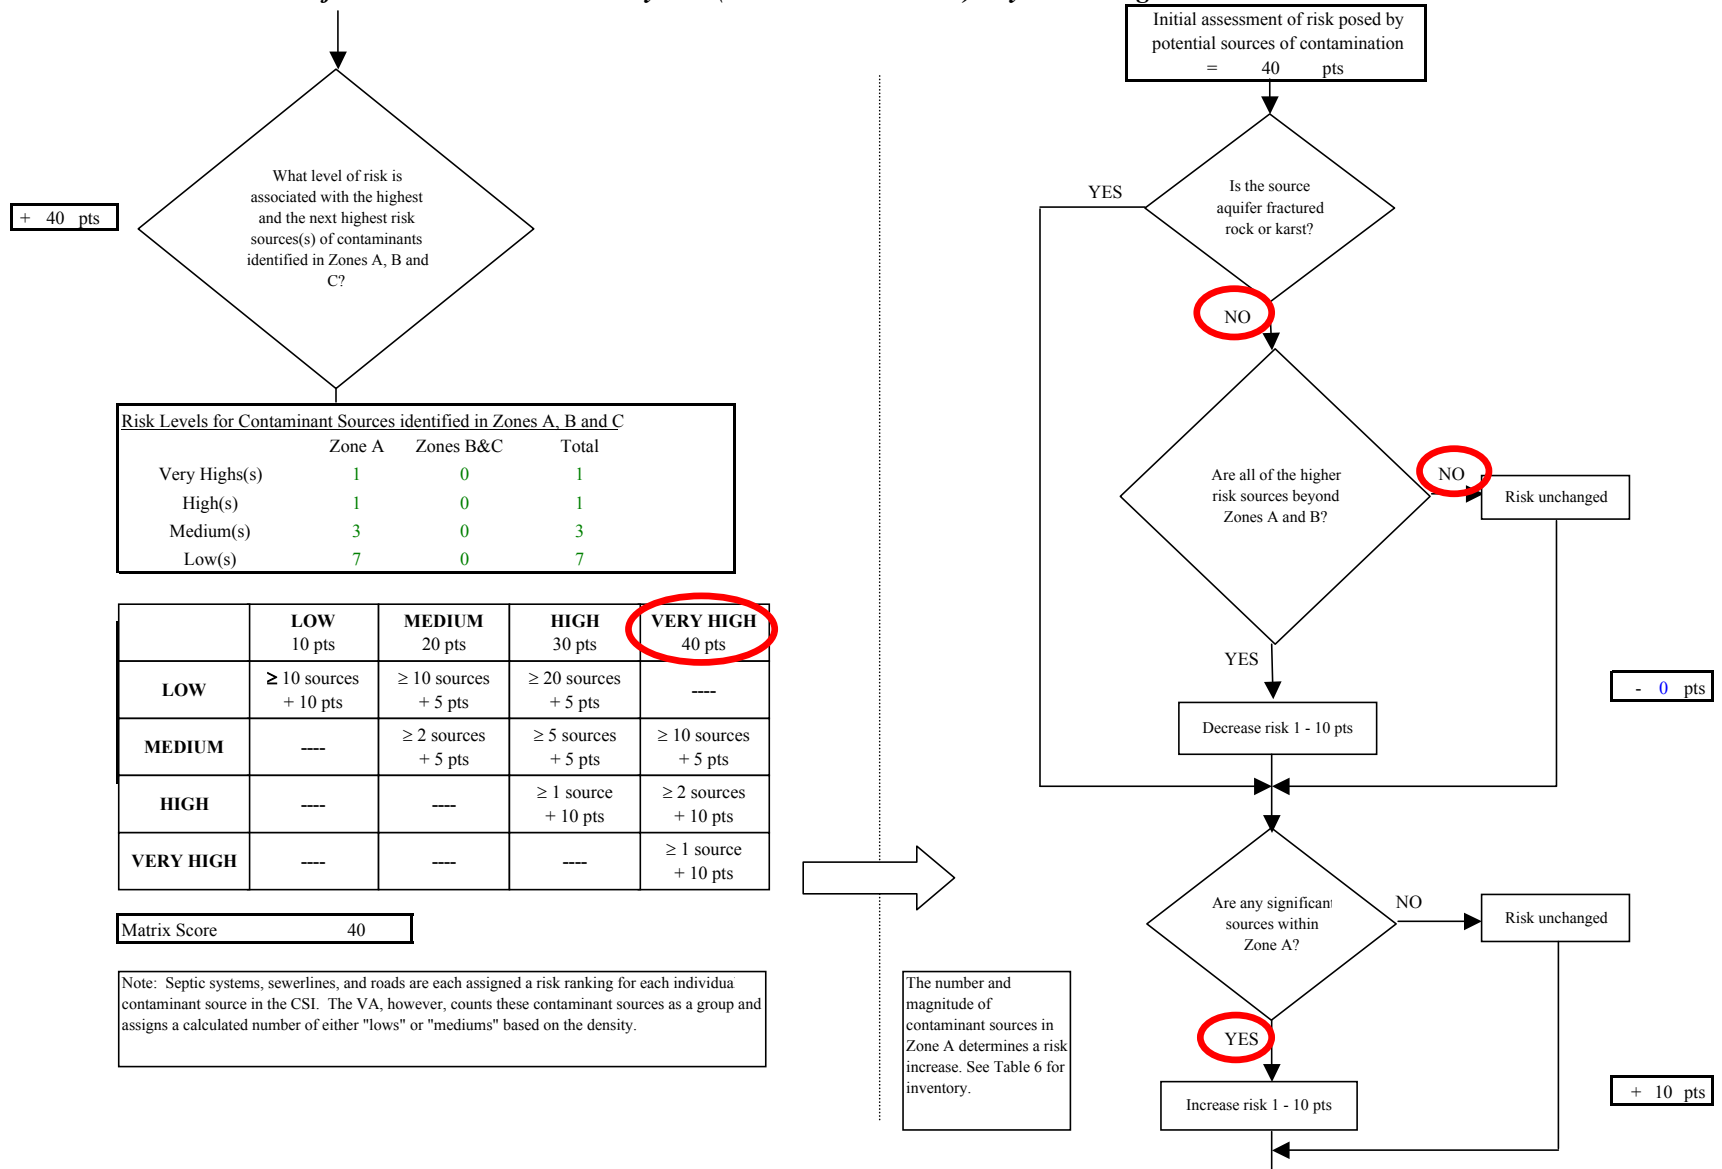 + 40 pts
What level of risk is
associated with the highest
and the next highest risk
sources(s) of contaminants
identified in Zones A, B and
C?
Risk Levels for Contaminant Sources identified in Zones A, B and C
Zone A Zones B&C Total
Very Highs(s) 1 0 1
High(s) 1 0 1
Medium(s) 3 0 3
Low(s) 7 0 7
LOW MEDIUM HIGH VERY HIGH
10 pts 20 pts 30 pts 40 pts
LOW ≥ 10 sources ≥ 10 sources ≥ 20 sources ----
+ 10 pts + 5 pts + 5 pts
MEDIUM ---- ≥ 2 sources ≥ 5 sources ≥ 10 sources
+ 5 pts + 5 pts + 5 pts
HIGH ---- ---- ≥ 1 source ≥ 2 sources
+ 10 pts + 10 pts
VERY HIGH ---- ---- ---- ≥ 1 source
+ 10 pts
Matrix Score 40
Note: Septic systems, sewerlines, and roads are each assigned a risk ranking for each individua
contaminant source in the CSI. The VA, however, counts these contaminant sources as a group and
assigns a calculated number of either "lows" or "mediums" based on the density.
Initial assessment of risk posed by
potential sources of contamination
= 40 pts
Is the source
aquifer fractured
rock or karst?
YES
NO
Are all of the higher
risk sources beyond
Zones A and B?
NO
Risk unchanged
YES
- 0 pts
Decrease risk 1 - 10 pts
Are any significant
sources within
Zone A?
NO
Risk unchanged
YES
The number and
magnitude of
contaminant sources in
Zone A determines a risk
increase. See Table 6 for
inventory.
+ 10 pts
Increase risk 1 - 10 pts